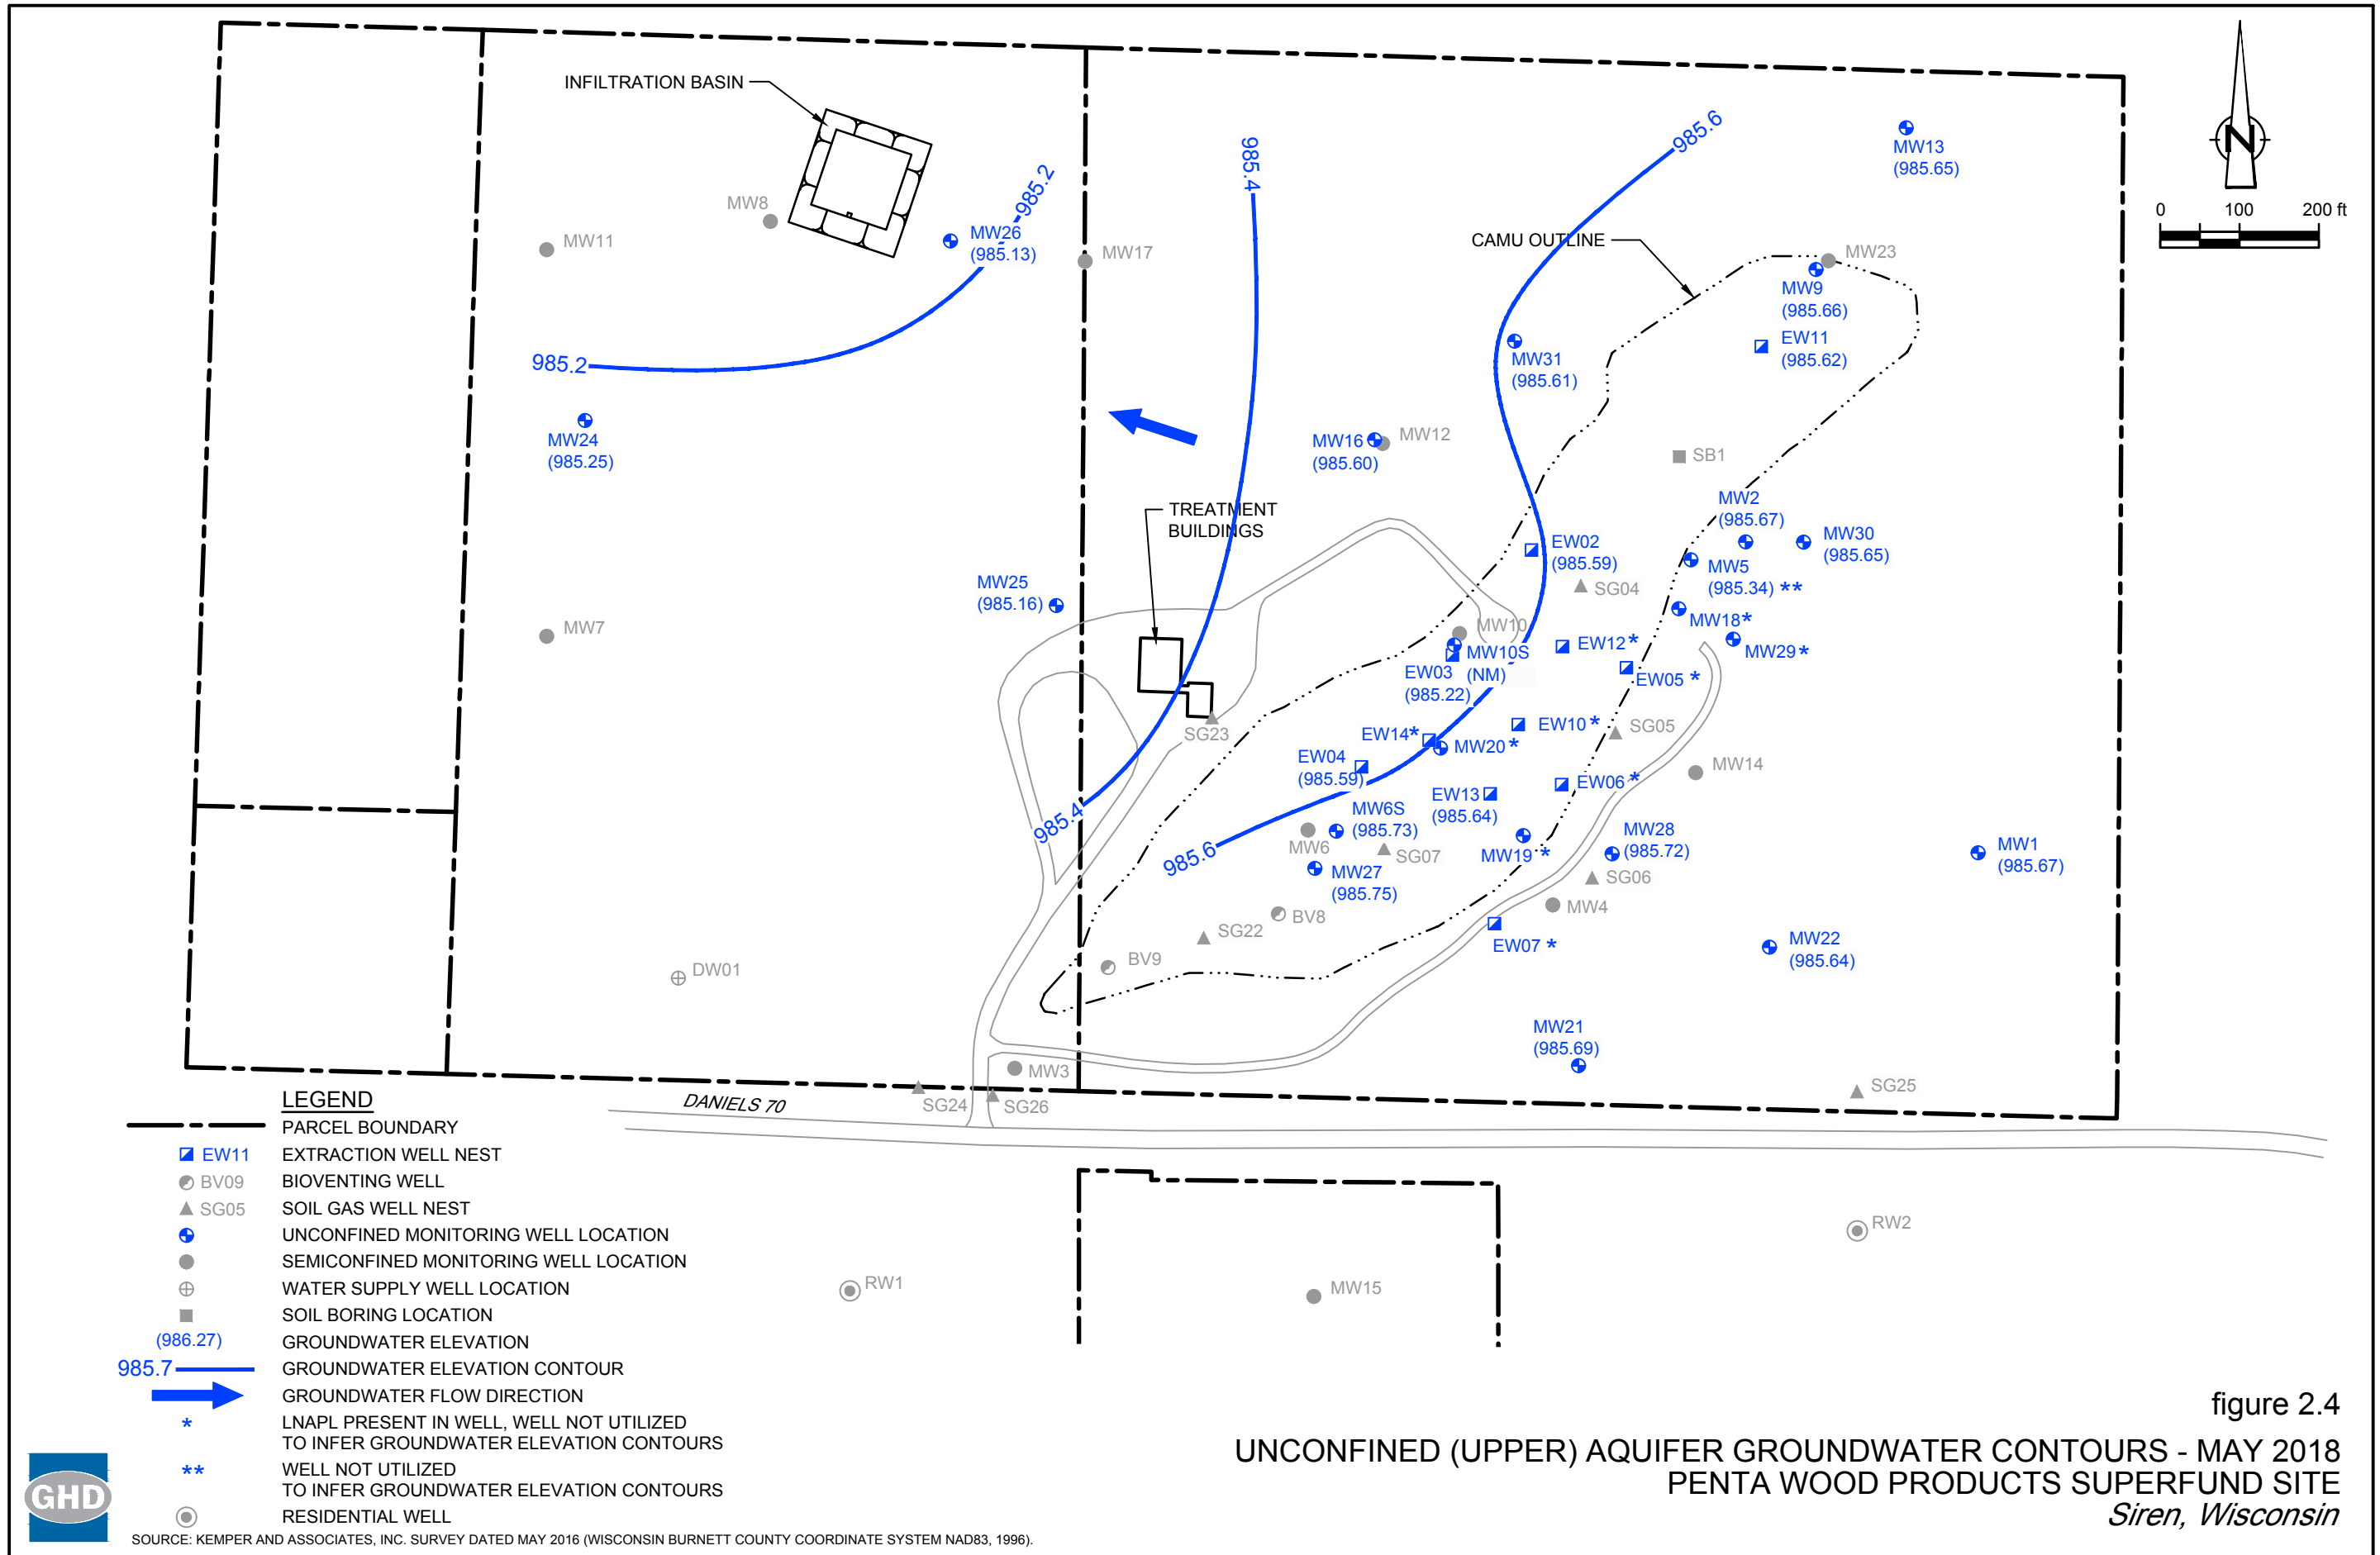 INFILTRATION BASIN
985.2
985.4
985.6
MW13
(985.65)
N
0 100 200 ft
MW8
MW11
MW26
(985.13)
MW17
CAMU OUTLINE
MW23
MW9
(985.66)
EW11
(985.62)
MW31
(985.61)
985.2
MW24
(985.25)
MW16
(985.60)
MW12
SB1
TREATMENT
BUILDINGS
MW2
(985.67)
MW30
(985.65)
EW02
(985.59)
MW5
(985.34) **
SG04
MW25
(985.16)
MW18*
MW7
MW10
EW12*
MW29*
MW10S
(NM)
EW03
(985.22)
EW05 *
SG23
EW14*
MW20*
EW10 *
SG05
EW04
(985.59)
MW14
EW06 *
EW13
(985.64)
985.4
MW6S
(985.73)
MW6
985.6
SG07
MW19 *
MW28
(985.72)
MW1
(985.67)
MW27
(985.75)
SG06
BV8
MW4
SG22
EW07 *
MW22
(985.64)
BV9
DW01
MW21
(985.69)
MW3
SG24
SG26
SG25
DANIELS 70
RW2
RW1
MW15
LEGEND
PARCEL BOUNDARY
EW11 EXTRACTION WELL NEST
BV09 BIOVENTING WELL
SG05 SOIL GAS WELL NEST
UNCONFINED MONITORING WELL LOCATION
SEMICONFINED MONITORING WELL LOCATION
WATER SUPPLY WELL LOCATION
SOIL BORING LOCATION
(986.27) GROUNDWATER ELEVATION
985.7 GROUNDWATER ELEVATION CONTOUR
GROUNDWATER FLOW DIRECTION
* LNAPL PRESENT IN WELL, WELL NOT UTILIZED
TO INFER GROUNDWATER ELEVATION CONTOURS
** WELL NOT UTILIZED
TO INFER GROUNDWATER ELEVATION CONTOURS
RESIDENTIAL WELL
GHD
SOURCE: KEMPER AND ASSOCIATES, INC. SURVEY DATED MAY 2016 (WISCONSIN BURNETT COUNTY COORDINATE SYSTEM NAD83, 1996).
figure 2.4
UNCONFINED (UPPER) AQUIFER GROUNDWATER CONTOURS - MAY 2018
PENTA WOOD PRODUCTS SUPERFUND SITE
Siren, Wisconsin